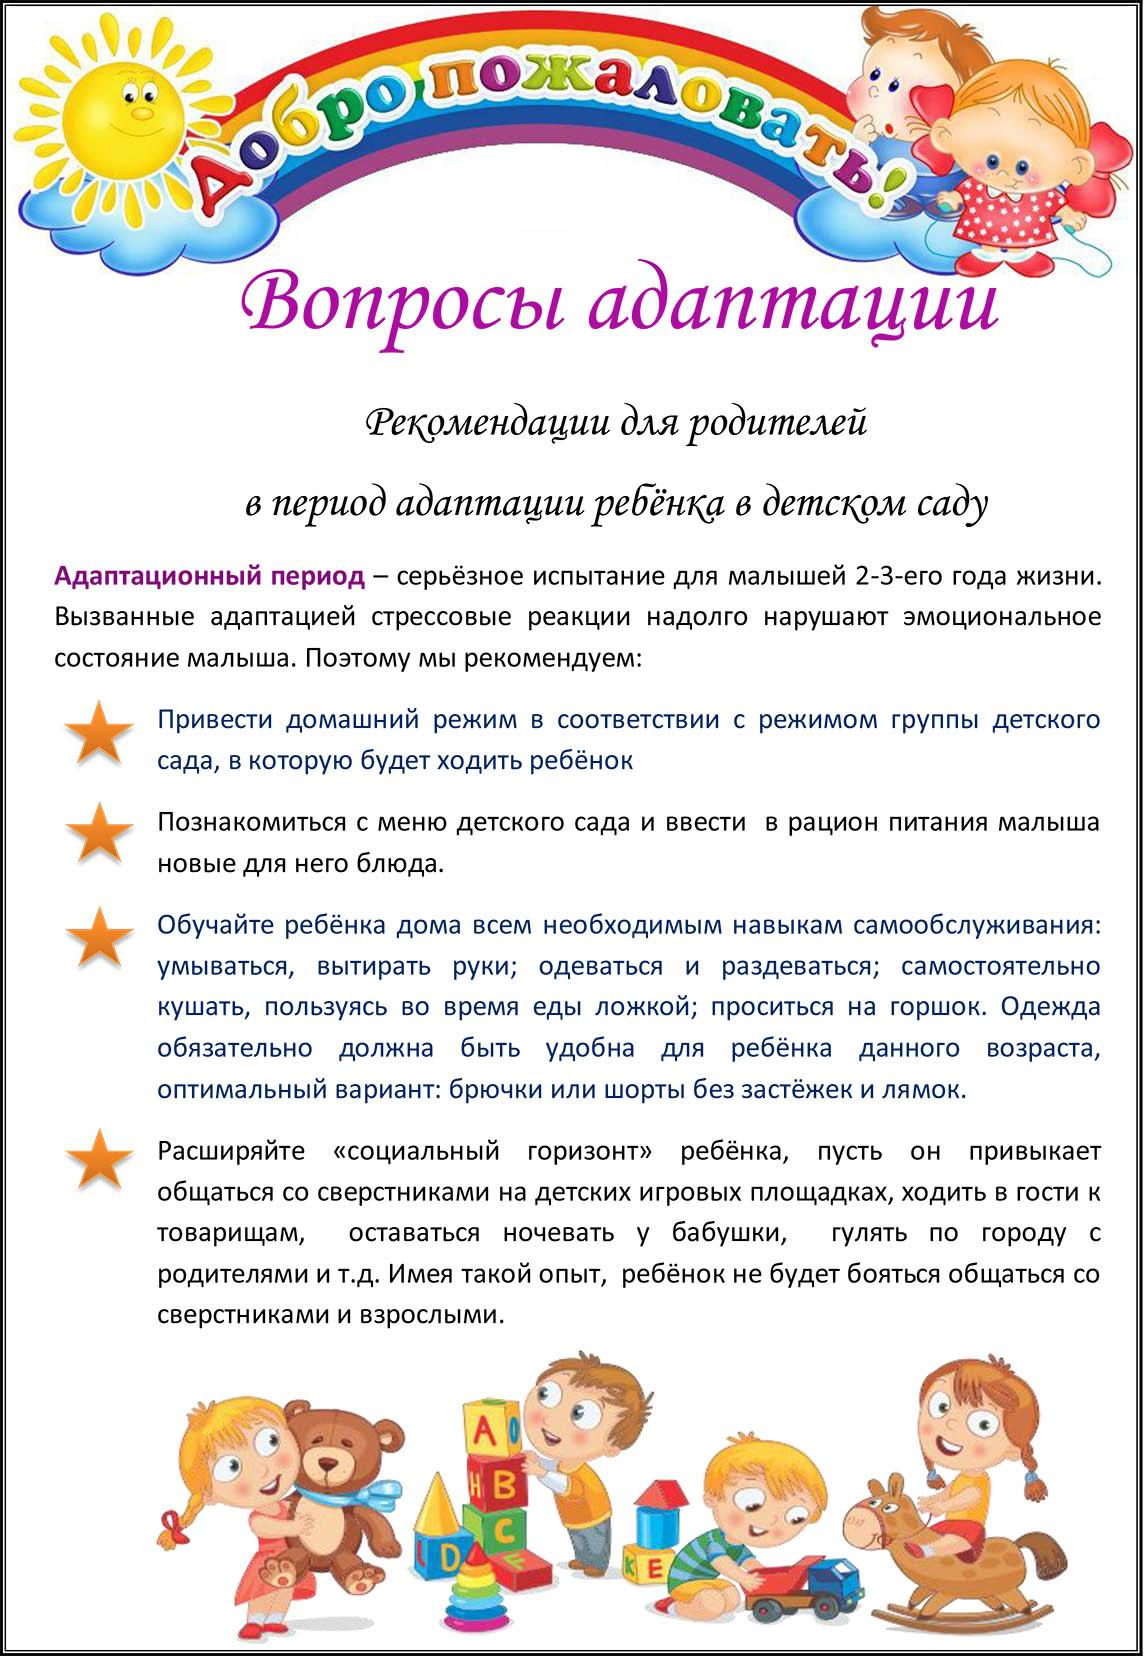 Добро пожаловать!
Вопросы адаптации
Рекомендации для родителей
в период адаптации ребёнка в детском саду
Адаптационный период – серьёзное испытание для малышей 2-3-его года жизни.
Вызванные адаптацией стрессовые реакции надолго нарушают эмоциональное
состояние малыша. Поэтому мы рекомендуем:
Привести домашний режим в соответствии с режимом группы детского
сада, в которую будет ходить ребёнок
Познакомиться с меню детского сада и ввести в рацион питания малыша
новые для него блюда.
Обучайте ребёнка дома всем необходимым навыкам самообслуживания:
умываться, вытирать руки; одеваться и раздеваться; самостоятельно
кушать, пользуясь во время еды ложкой; проситься на горшок. Одежда
обязательно должна быть удобна для ребёнка данного возраста,
оптимальный вариант: брючки или шорты без застёжек и лямок.
Расширяйте «социальный горизонт» ребёнка, пусть он привыкает
общаться со сверстниками на детских игровых площадках, ходить в гости к
товарищам, оставаться ночевать у бабушки, гулять по городу с
родителями и т.д. Имея такой опыт, ребёнок не будет бояться общаться со
сверстниками и взрослыми.
A
H B
C
D F
K E